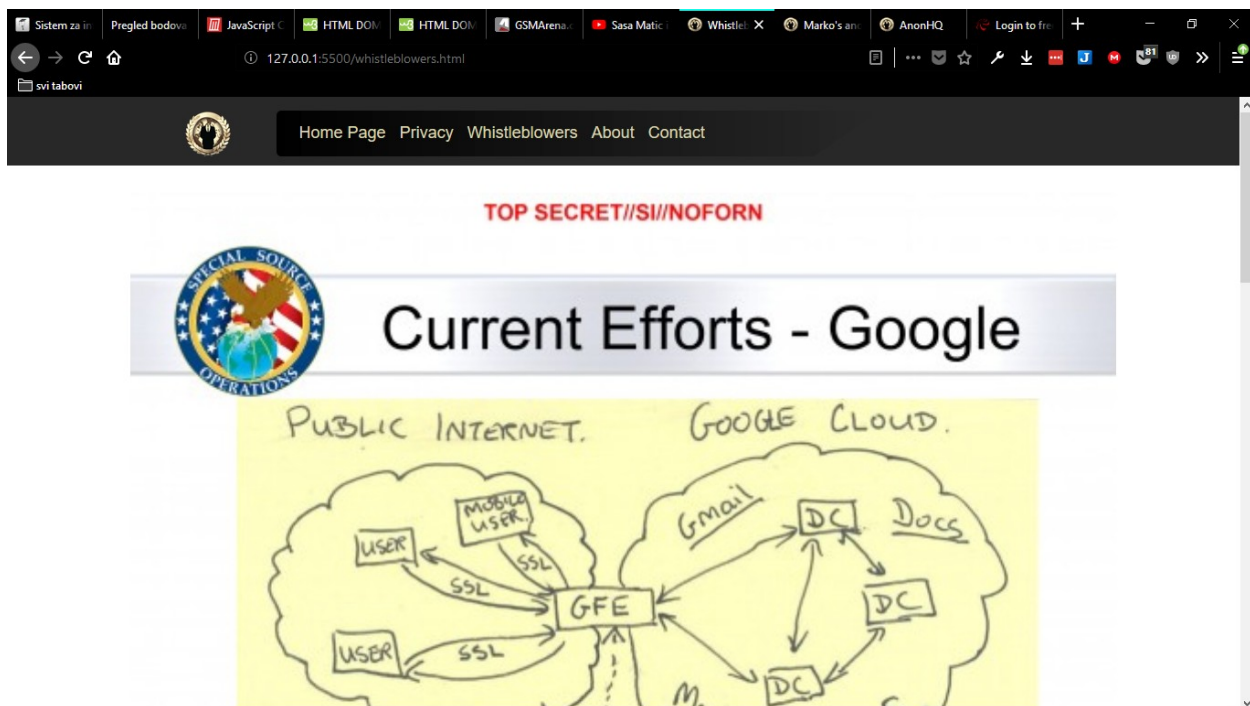 Sistem za in
Pregled bodova
JavaScript C
HTML DOM
HTML DOM
GSMArena.c
Sasa Matic i
Whistleb
Marko's anc
AnonHQ
Login to fre
127.0.0.1:5500/whistleblowers.html
81
svi tabovi
Home Page Privacy Whistleblowers About Contact
TOP SECRET//SI//NOFORN
SPECIAL SOURCE
OPERATIONS
Current Efforts - Google
PUBLIC INTERNET. GOOGLE CLOUD.
MOBILE
USER.
Gmail
DC
Docs
USER
SSL
SSL
GFE
DC
USER
SSL
DC